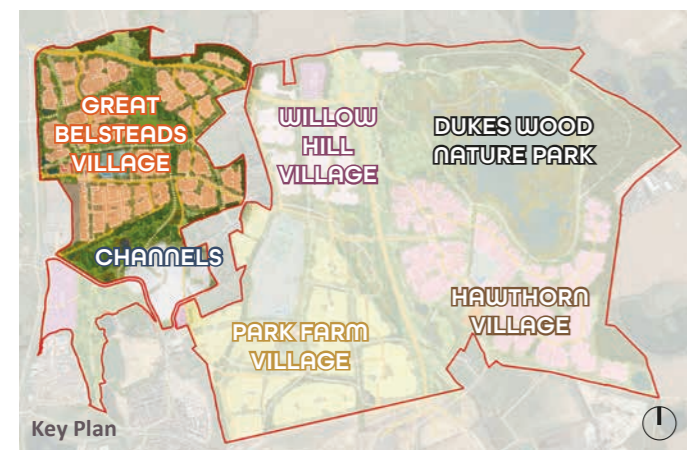 GREAT
BELSTEADS
VILLAGE
WILLOW
HILL
VILLAGE
DUKES WOOD
NATURE PARK
CHANNELS
HAWTHORN
VILLAGE
PARK FARM
VILLAGE
Key Plan